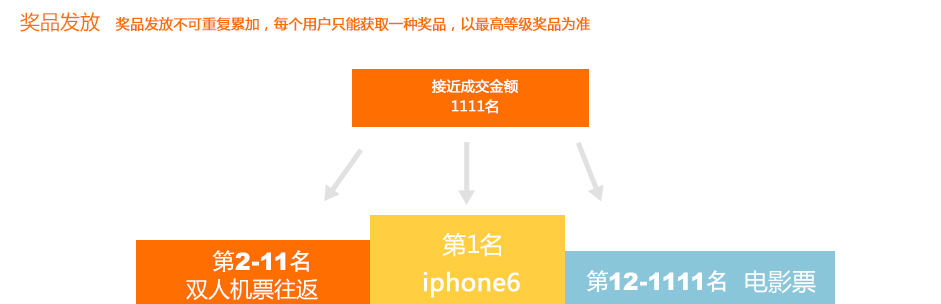 奖品发放 奖品发放不可重复累加，每个用户只能获取一种奖品，以最高等级奖品为准
接近成交金额
1111名
第1名
iphone6
第2-11名
双人机票往返
第12-1111名 电影票